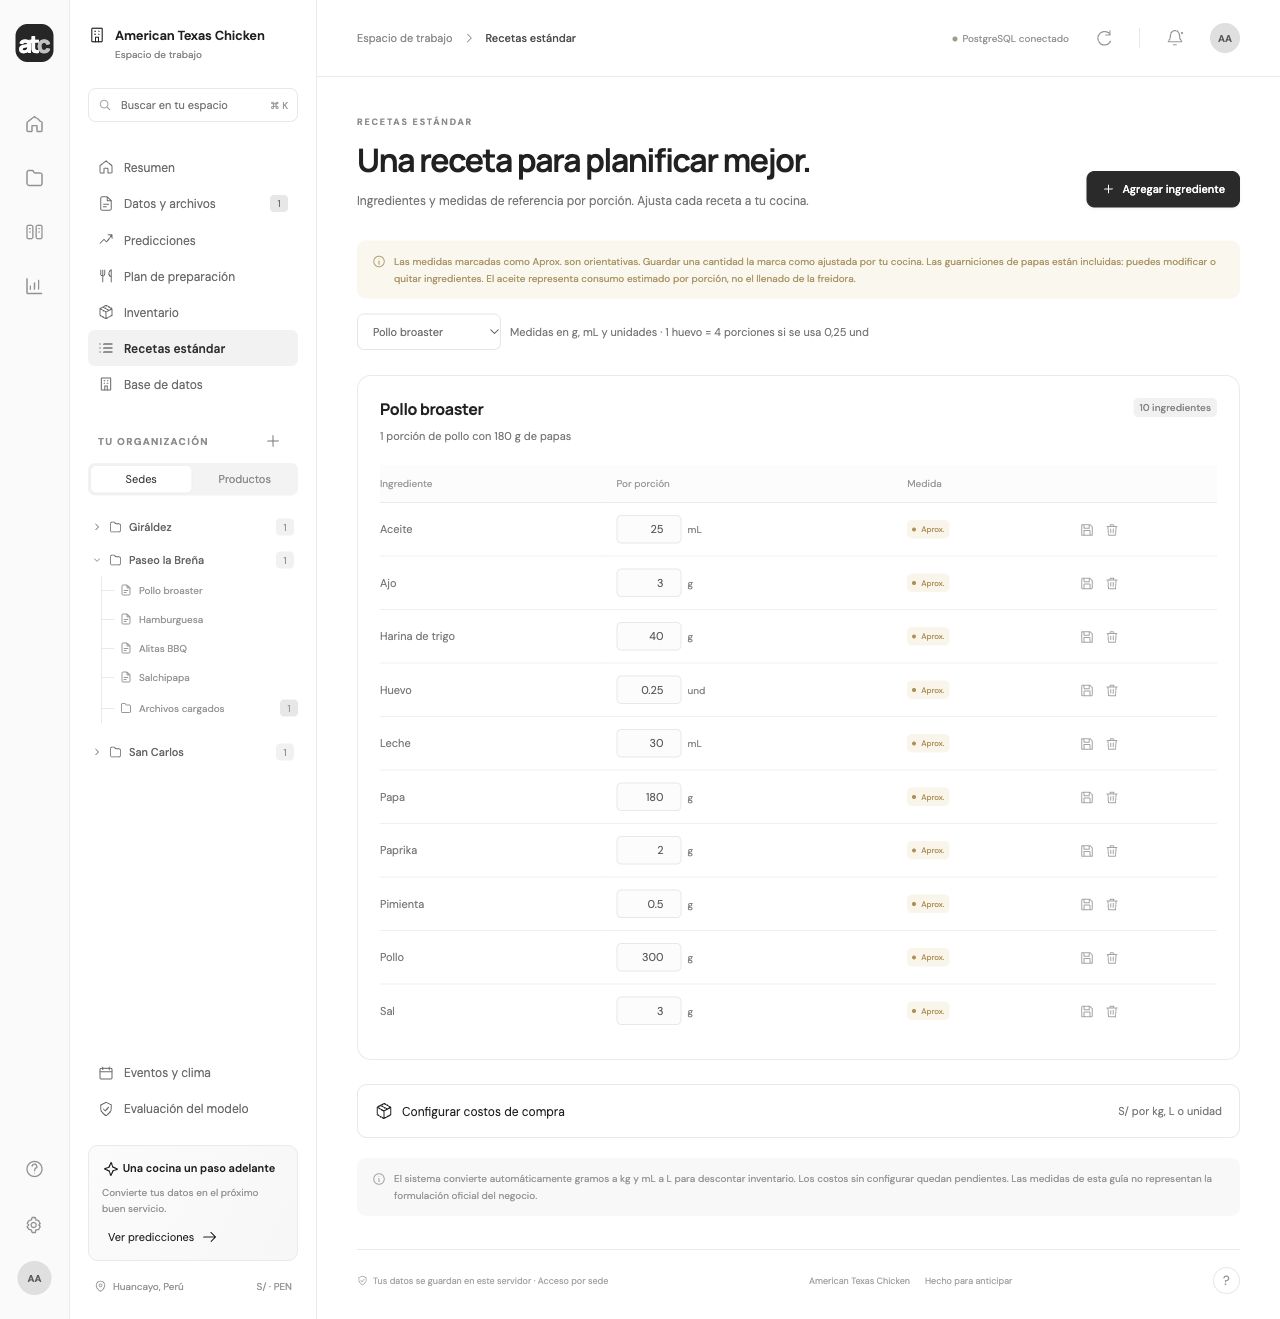 atc
American Texas Chicken
Espacio de trabajo
Buscar en tu espacio ⌘ K
Resumen
Datos y archivos 1
Predicciones
Plan de preparación
Inventario
Recetas estándar
Base de datos
TU ORGANIZACIÓN
Sedes Productos
Giráldez 1
Paseo la Breña 1
Pollo broaster
Hamburguesa
Alitas BBQ
Salchipapa
Archivos cargados 1
San Carlos 1
Eventos y clima
Evaluación del modelo
Una cocina un paso adelante
Convierte tus datos en el próximo
buen servicio.
Ver predicciones
AA
Huancayo, Perú S/ · PEN
Espacio de trabajo Recetas estándar
PostgreSQL conectado
AA
RECETAS ESTÁNDAR
Una receta para planificar mejor.
Ingredientes y medidas de referencia por porción. Ajusta cada receta a tu cocina.
Agregar ingrediente
Las medidas marcadas como Aprox. son orientativas. Guardar una cantidad la marca como ajustada por tu cocina. Las guarniciones de papas están incluidas: puedes modificar o
quitar ingredientes. El aceite representa consumo estimado por porción, no el llenado de la freidora.
Pollo broaster Medidas en g, mL y unidades · 1 huevo = 4 porciones si se usa 0,25 und
Pollo broaster 10 ingredientes
1 porción de pollo con 180 g de papas
Ingrediente Por porción Medida
Aceite 25 mL Aprox.
Ajo 3 g Aprox.
Harina de trigo 40 g Aprox.
Huevo 0.25 und Aprox.
Leche 30 mL Aprox.
Papa 180 g Aprox.
Paprika 2 g Aprox.
Pimienta 0.5 g Aprox.
Pollo 300 g Aprox.
Sal 3 g Aprox.
Configurar costos de compra S/ por kg, L o unidad
El sistema convierte automáticamente gramos a kg y mL a L para descontar inventario. Los costos sin configurar quedan pendientes. Las medidas de esta guía no representan la
formulación oficial del negocio.
Tus datos se guardan en este servidor · Acceso por sede American Texas Chicken Hecho para anticipar ?